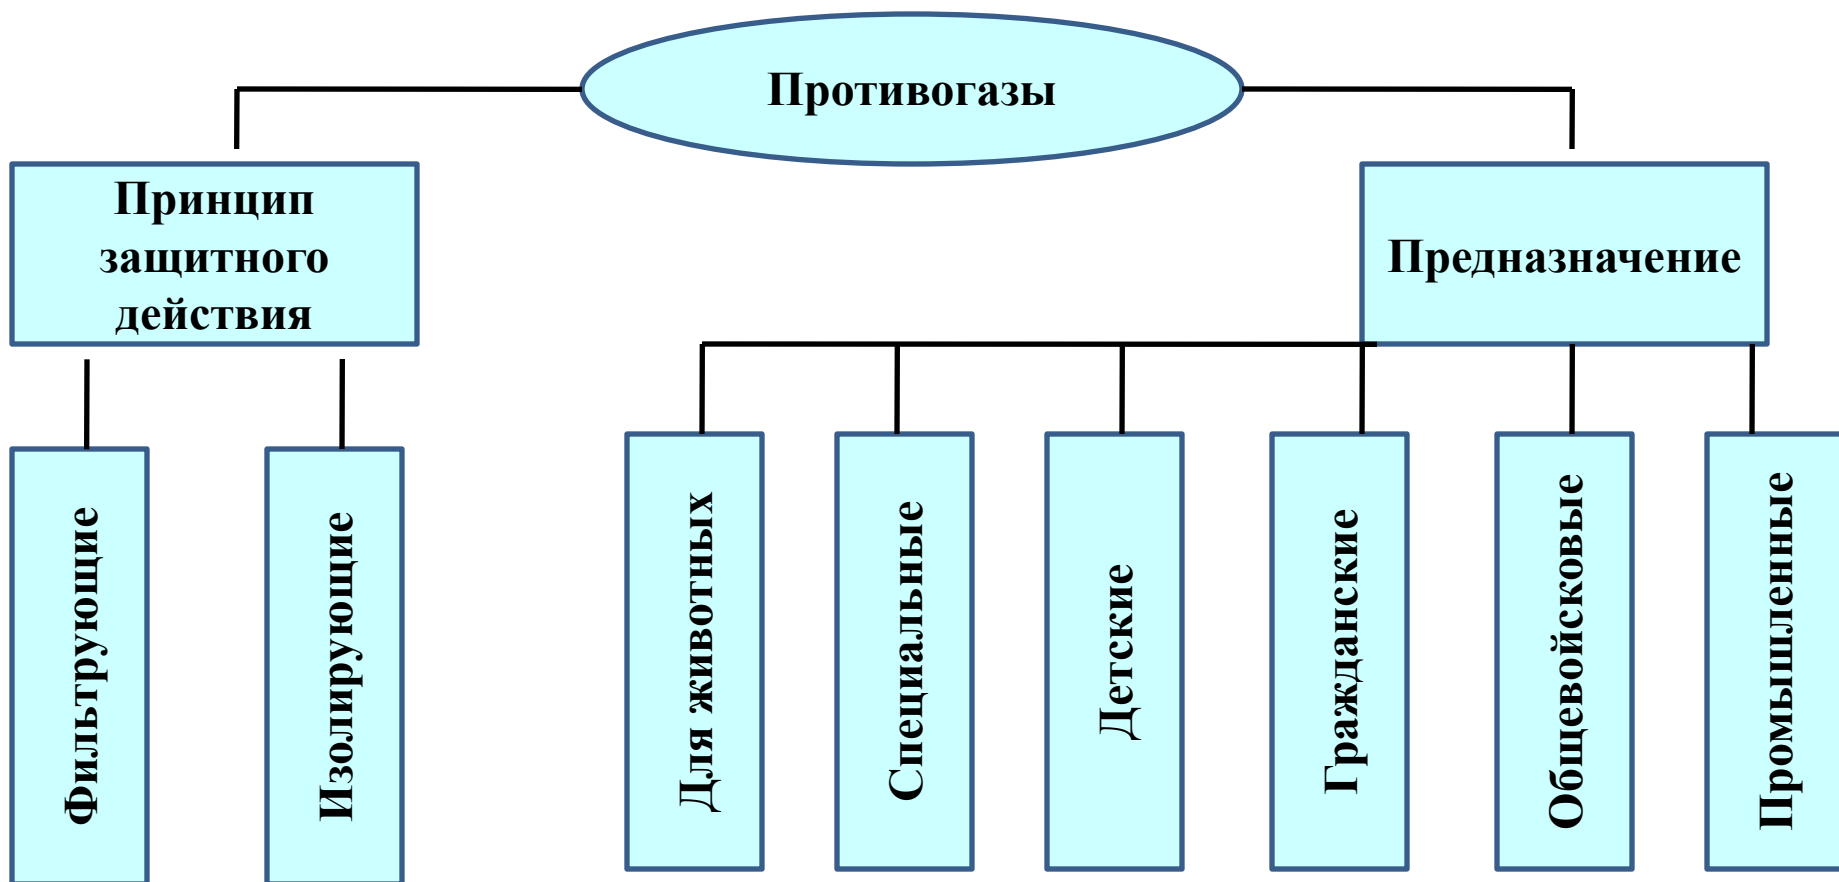 Противогазы
Принцип
защитного
действия
Предназначение
Фильтрующие
Изолирующие
Для животных
Специальные
Детские
Гражданские
Общевойсковые
Промышленные